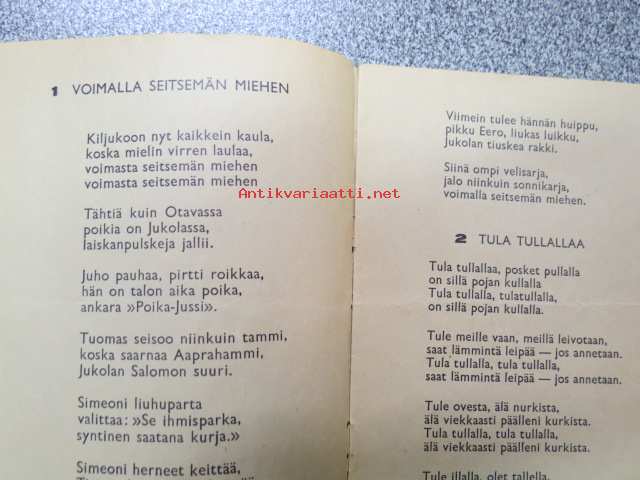 1 VOIMALLA SEITSEMÄN MIEHEN
Kiljukoon nyt kaikkein kaula,
koska mielin virren laulaa,
voimasta seitsemän miehen
voimasta seitsemän miehen
Tähtiä kuin Otavassa
poikia on Jukolassa,
laiskanpulskeja jallii.
Juho pauhaa, pirtti roikkaa,
hän on talon aika poika,
ankara »Poika-Jussi».
Tuomas seisoo niinkuin tammi,
koska saarnaa Aaprahammi,
Jukolan Salomon suuri.
Simeoni liuhuparta
valittaa: »Se ihmisparka,
syntinen saatana kurja.»
Simeoni herneet keittää,
Viimein tulee hännän huippu,
pikku Eero, liukas luikku,
Jukolan tiuskea rakki.
Siinä ompi velisarja,
jalo niinkuin sonnikarja,
voimalla seitsemän miehen.
2 TULA TULLALLAA
Tula tullallaa, posket pullalla
on sillä pojan kullalla
Tula tullallaa, tulatullalla,
on sillä pojan kullalla.
Tule meille vaan, meillä leivotaan,
saat lämmintä leipää — jos annetaan.
Tula tullalla, tula tullalla,
saat lämmintä leipää — jos annetaan.
Tule ovesta, älä nurkista,
älä viekkaasti päälleni kurkista.
Tula tullalla, tula tullalla,
älä viekkaasti päälleni kurkista.
Tule illalla, olet tallella,
Antikvariaatti.net